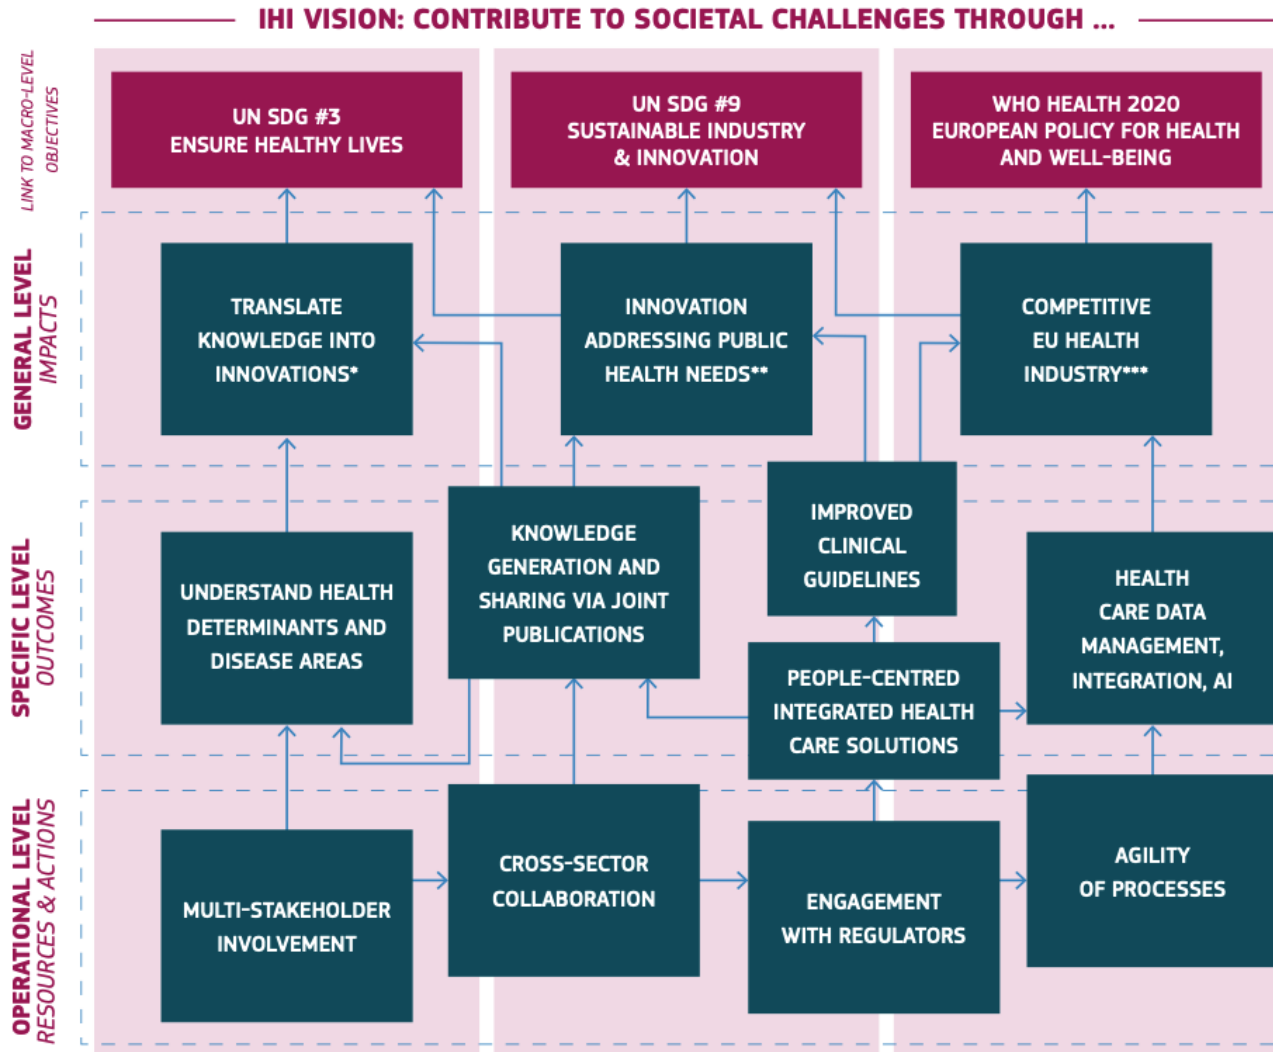 IHI VISION: CONTRIBUTE TO SOCIETAL CHALLENGES THROUGH ...
LINK TO MACRO-LEVEL
OBJECTIVES
UN SDG #3
ENSURE HEALTHY LIVES
UN SDG #9
SUSTAINABLE INDUSTRY
& INNOVATION
WHO HEALTH 2020
EUROPEAN POLICY FOR HEALTH
AND WELL-BEING
GENERAL LEVEL
IMPACTS
TRANSLATE
KNOWLEDGE INTO
INNOVATIONS*
INNOVATION
ADDRESSING PUBLIC
HEALTH NEEDS**
COMPETITIVE
EU HEALTH
INDUSTRY***
SPECIFIC LEVEL
OUTCOMES
UNDERSTAND HEALTH
DETERMINANTS AND
DISEASE AREAS
KNOWLEDGE
GENERATION AND
SHARING VIA JOINT
PUBLICATIONS
IMPROVED
CLINICAL
GUIDELINES
PEOPLE-CENTRED
INTEGRATED HEALTH
CARE SOLUTIONS
HEALTH
CARE DATA
MANAGEMENT,
INTEGRATION, AI
OPERATIONAL LEVEL
RESOURCES & ACTIONS
MULTI-STAKEHOLDER
INVOLVEMENT
CROSS-SECTOR
COLLABORATION
ENGAGEMENT
WITH REGULATORS
AGILITY
OF PROCESSES